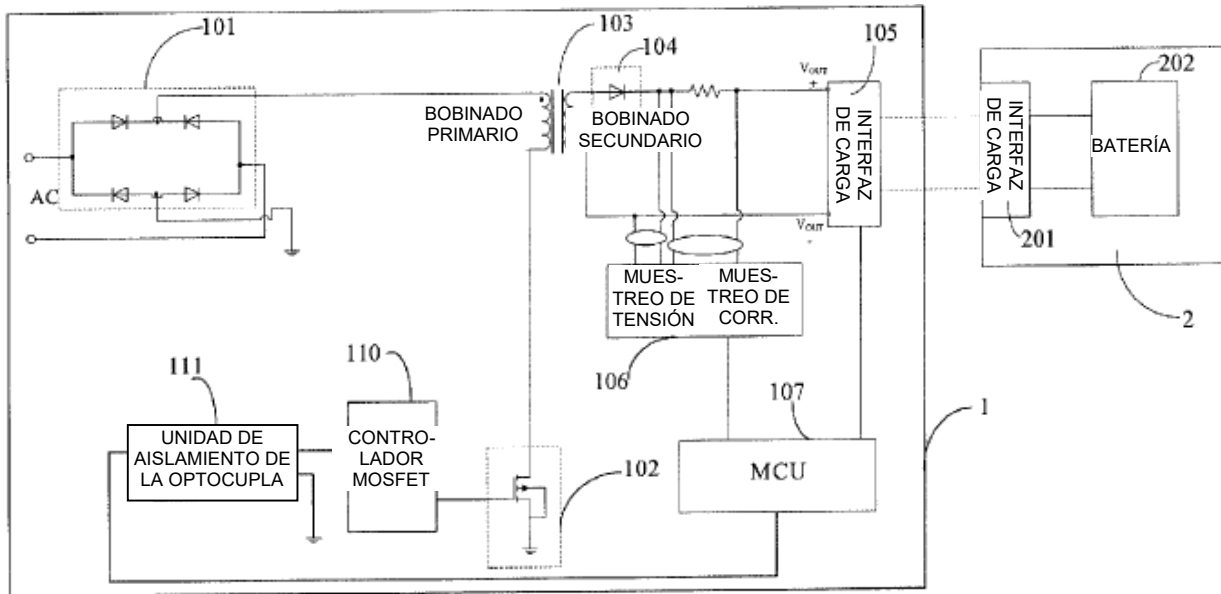 101
103
104
105
202
V_OUT
+
BOBINADO
PRIMARIO
BOBINADO
SECUNDARIO
INTERFAZ
DE CARGA
INTERFAZ
DE CARGA
BATERÍA
AC
201
V_OUT
-
MUES-
TREO DE
TENSIÓN
MUES-
TREO DE
CORR.
2
106
111
110
107
1
UNIDAD DE
AISLAMIENTO DE
LA OPTOCUPLA
CONTRO-
LADOR
MOSFET
102
MCU